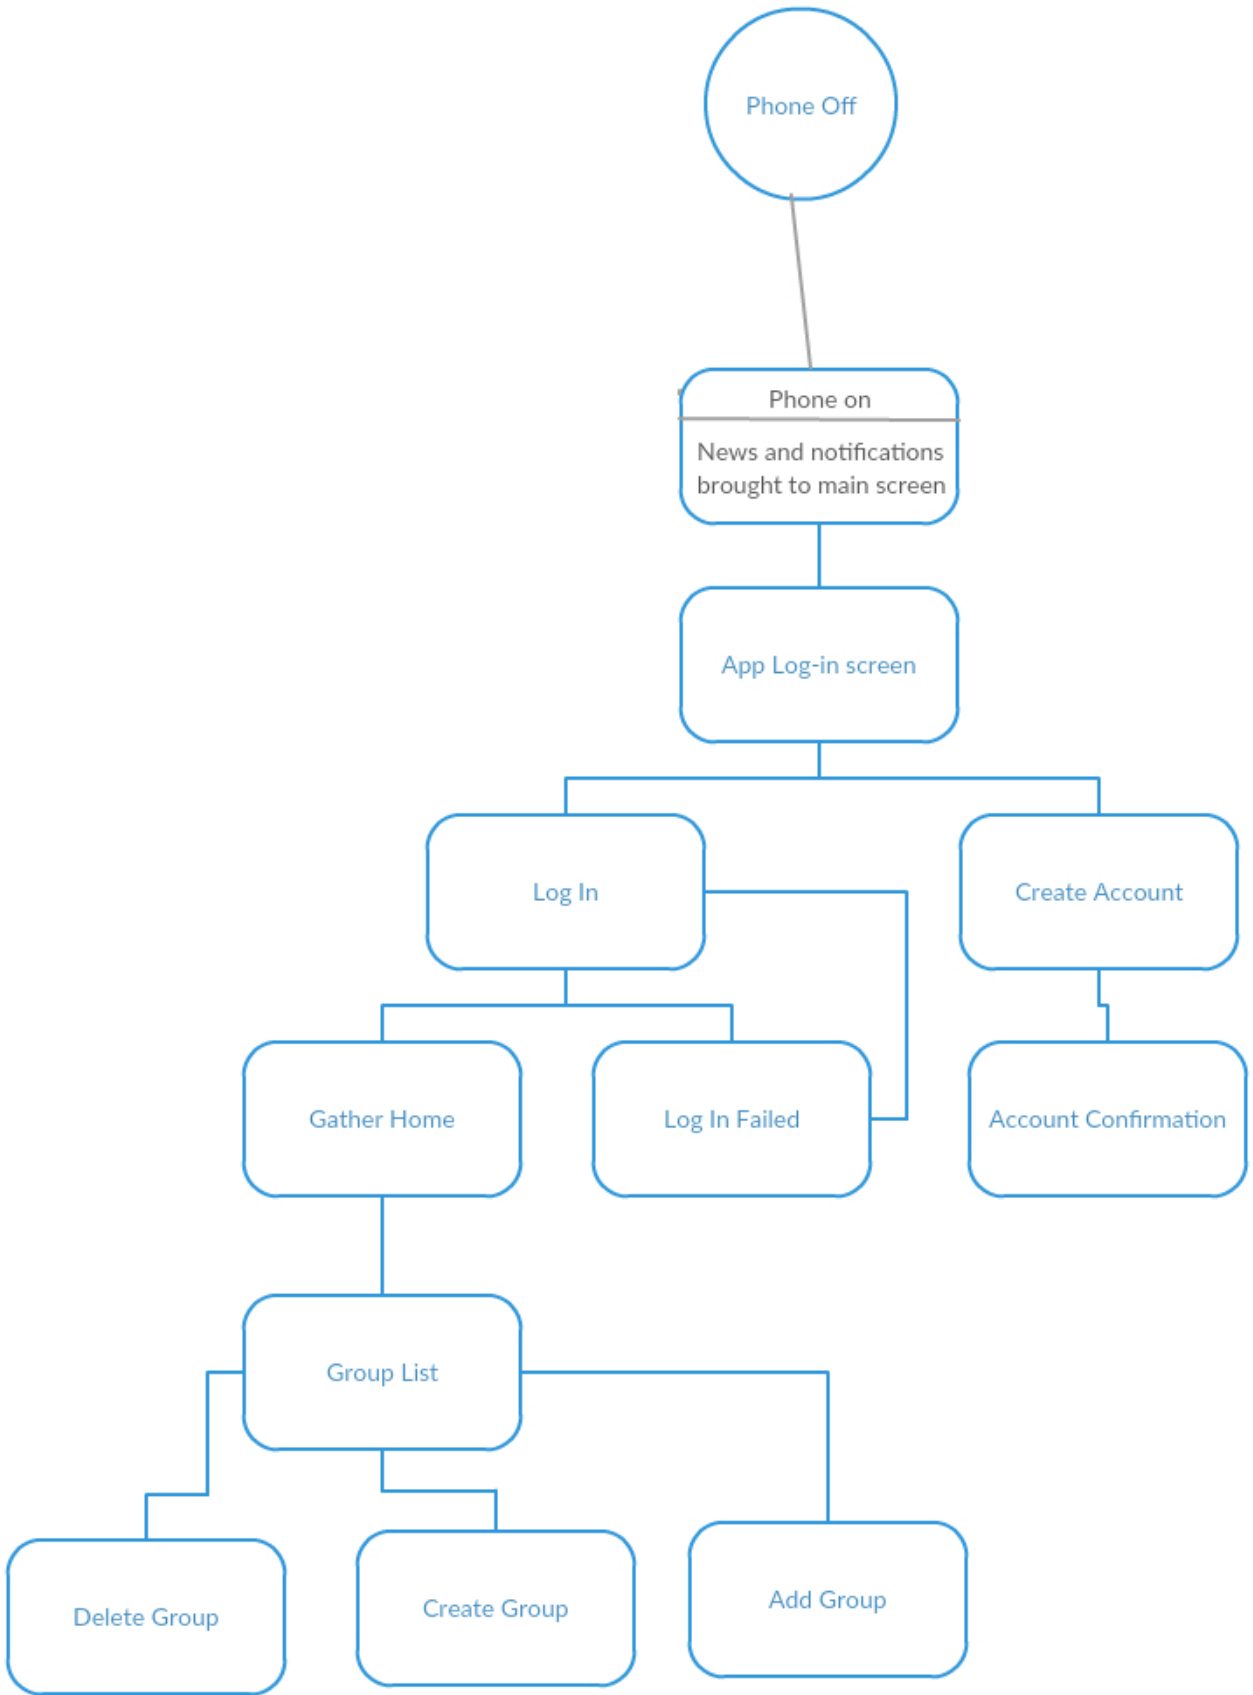 Phone Off
Phone on
News and notifications
brought to main screen
App Log-in screen
Log In
Create Account
Gather Home
Log In Failed
Account Confirmation
Group List
Delete Group
Create Group
Add Group